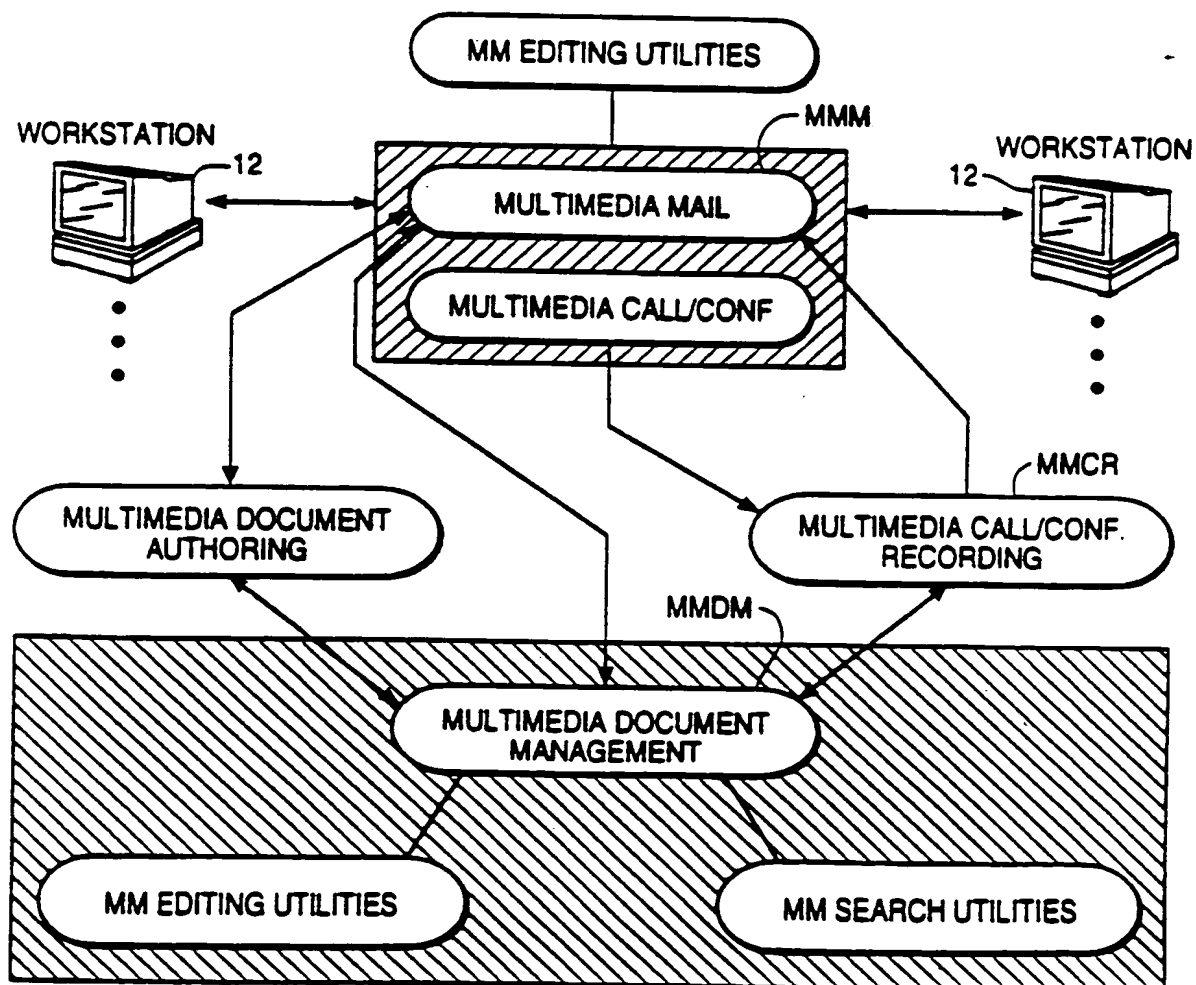 MM EDITING UTILITIES
MMM
WORKSTATION
12
WORKSTATION
12
MULTIMEDIA MAIL
MULTIMEDIA CALL/CONF
MMCR
MULTIMEDIA DOCUMENT
AUTHORING
MULTIMEDIA CALL/CONF.
RECORDING
MMDM
MULTIMEDIA DOCUMENT
MANAGEMENT
MM EDITING UTILITIES
MM SEARCH UTILITIES